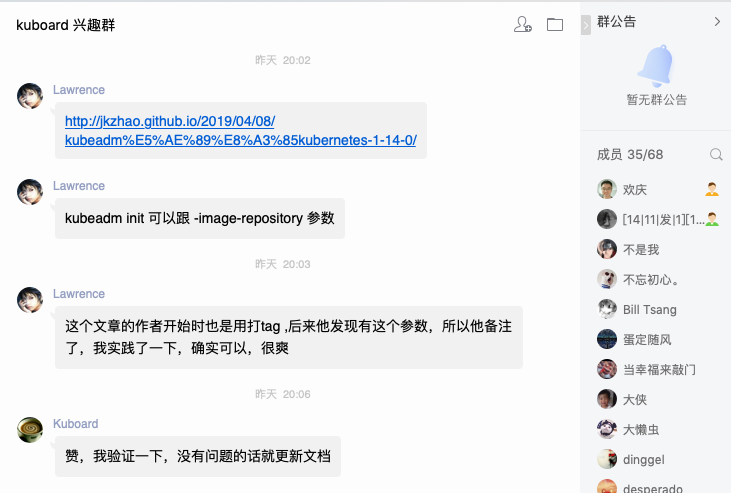 kuboard 兴趣群
昨天 20:02
Lawrence
http://jkzhao.github.io/2019/04/08/
kubeadm%E5%AE%89%E8%A3%85kubernetes-1-14-0/
Lawrence
kubeadm init 可以跟 -image-repository 参数
昨天 20:03
Lawrence
这个文章的作者开始时也是用打tag ,后来他发现有这个参数，所以他备注
了，我实践了一下，确实可以，很爽
昨天 20:06
Kuboard
赞，我验证一下，没有问题的话就更新文档
群公告
暂无群公告
成员 35/68
欢庆
[14|11|发|1][1...
不是我
不忘初心。
Bill Tsang
蛋定随风
当幸福来敲门
大侠
大懒虫
dinggel
desperado